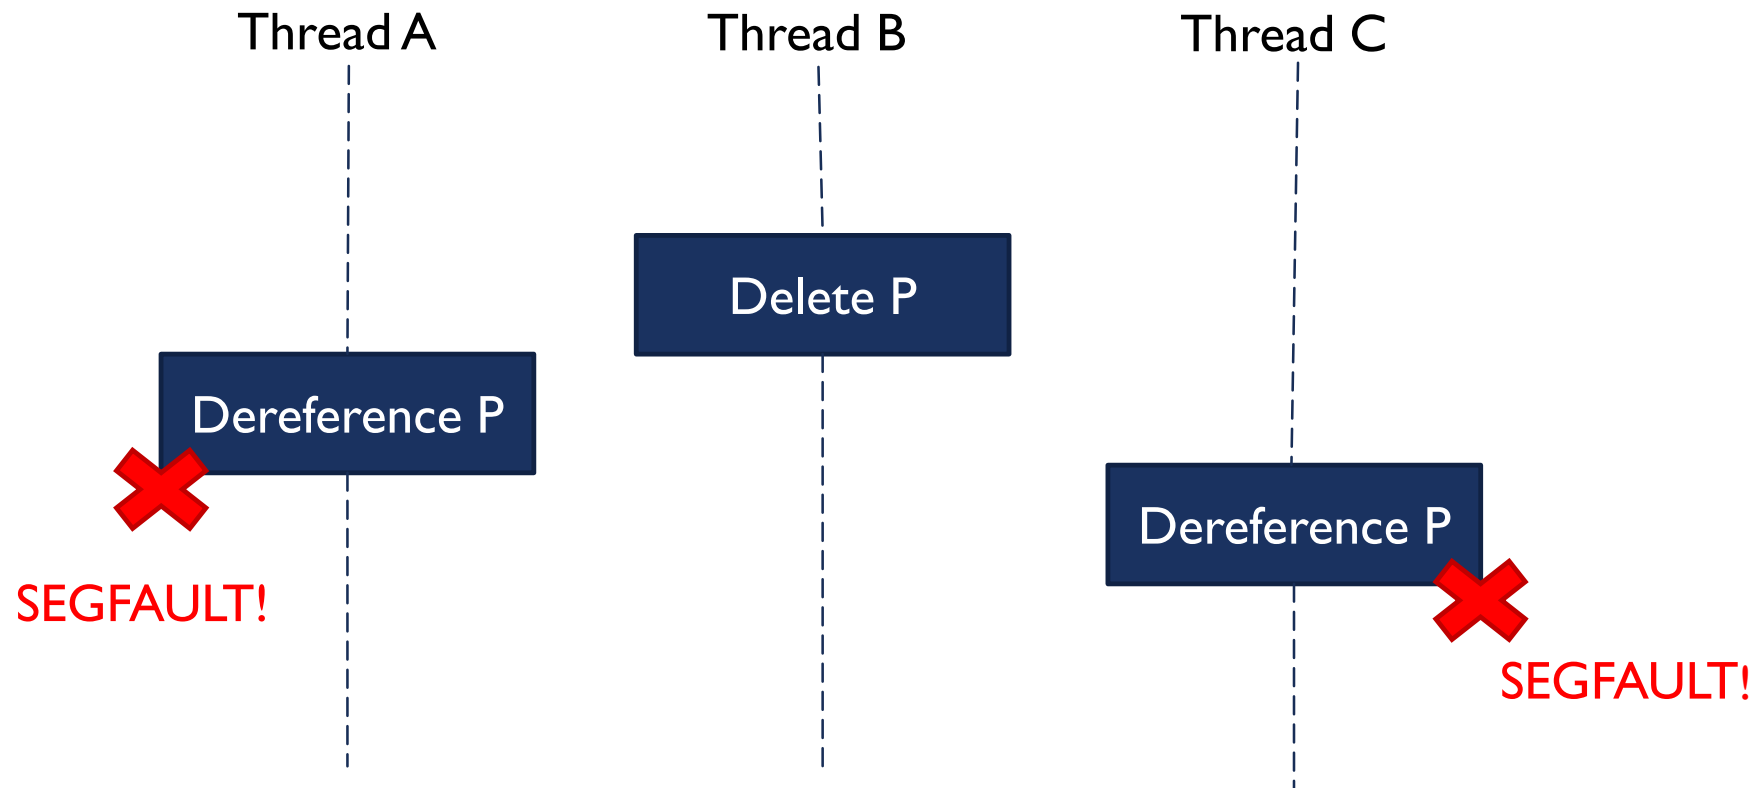 Thread A
Thread B
Thread C
Delete P
Dereference P
Dereference P
SEGFAULT!
SEGFAULT!